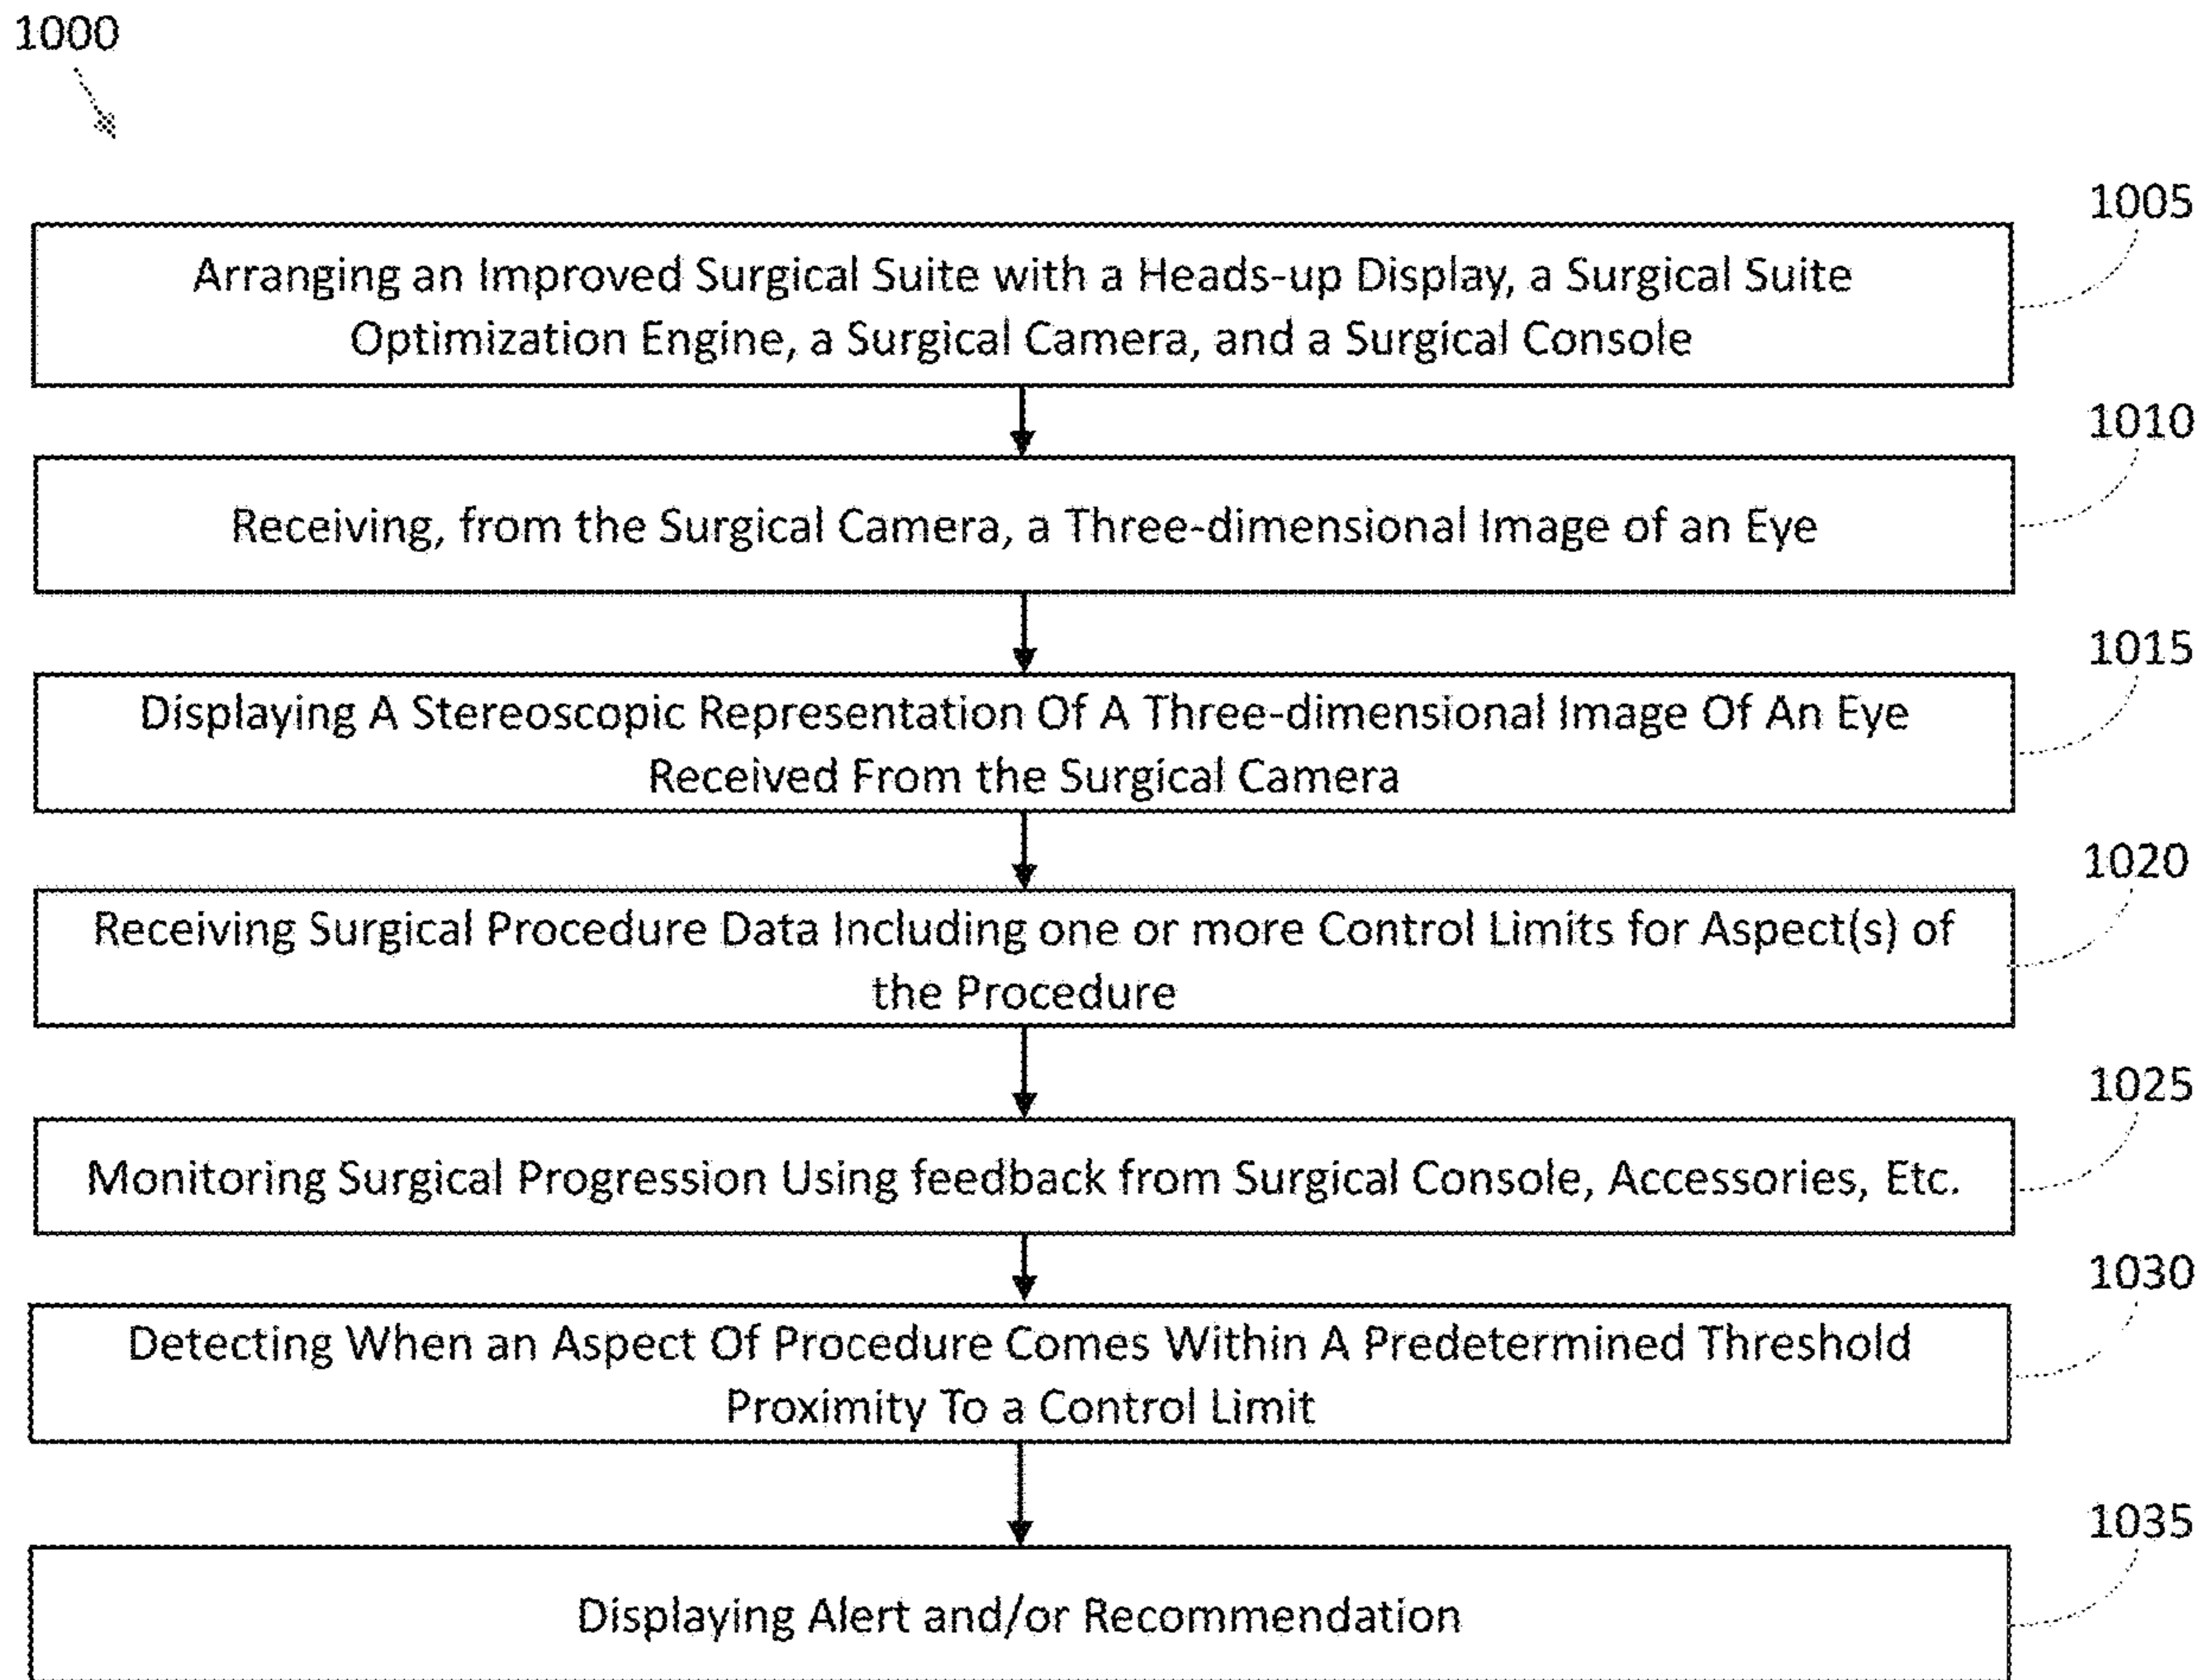 1000
1005
Arranging an Improved Surgical Suite with a Heads-up Display, a Surgical Suite
Optimization Engine, a Surgical Camera, and a Surgical Console
1010
Receiving, from the Surgical Camera, a Three-dimensional Image of an Eye
1015
Displaying A Stereoscopic Representation Of A Three-dimensional Image Of An Eye
Received From the Surgical Camera
1020
Receiving Surgical Procedure Data Including one or more Control Limits for Aspect(s) of
the Procedure
1025
Monitoring Surgical Progression Using feedback from Surgical Console, Accessories, Etc.
1030
Detecting When an Aspect Of Procedure Comes Within A Predetermined Threshold
Proximity To a Control Limit
1035
Displaying Alert and/or Recommendation